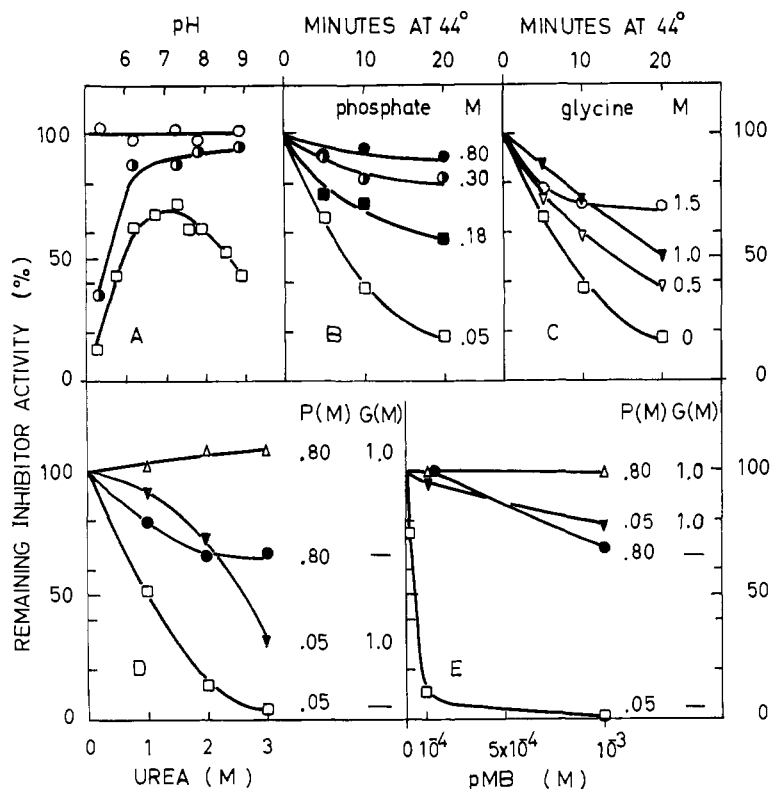 pH MINUTES AT 44° MINUTES AT 44°
6 7 8 9 0 10 20 0 10 20
phosphate M glycine M
100 100
.80
.30
1.5
50 .18 1.0 50
0.5
A B C
.05 0
0 0
P(M) G(M) P(M) G(M)
.80 1.0
100 .80 1.0 100
.05 1.0
.80 —
.80 —
50 50
.05 1.0
D E
.05 — .05 —
0 0
0 1 2 3 0 10⁻⁴ 5x10⁻⁴ 10⁻³
UREA (M) pMB (M)
REMAINING INHIBITOR ACTIVITY (%)